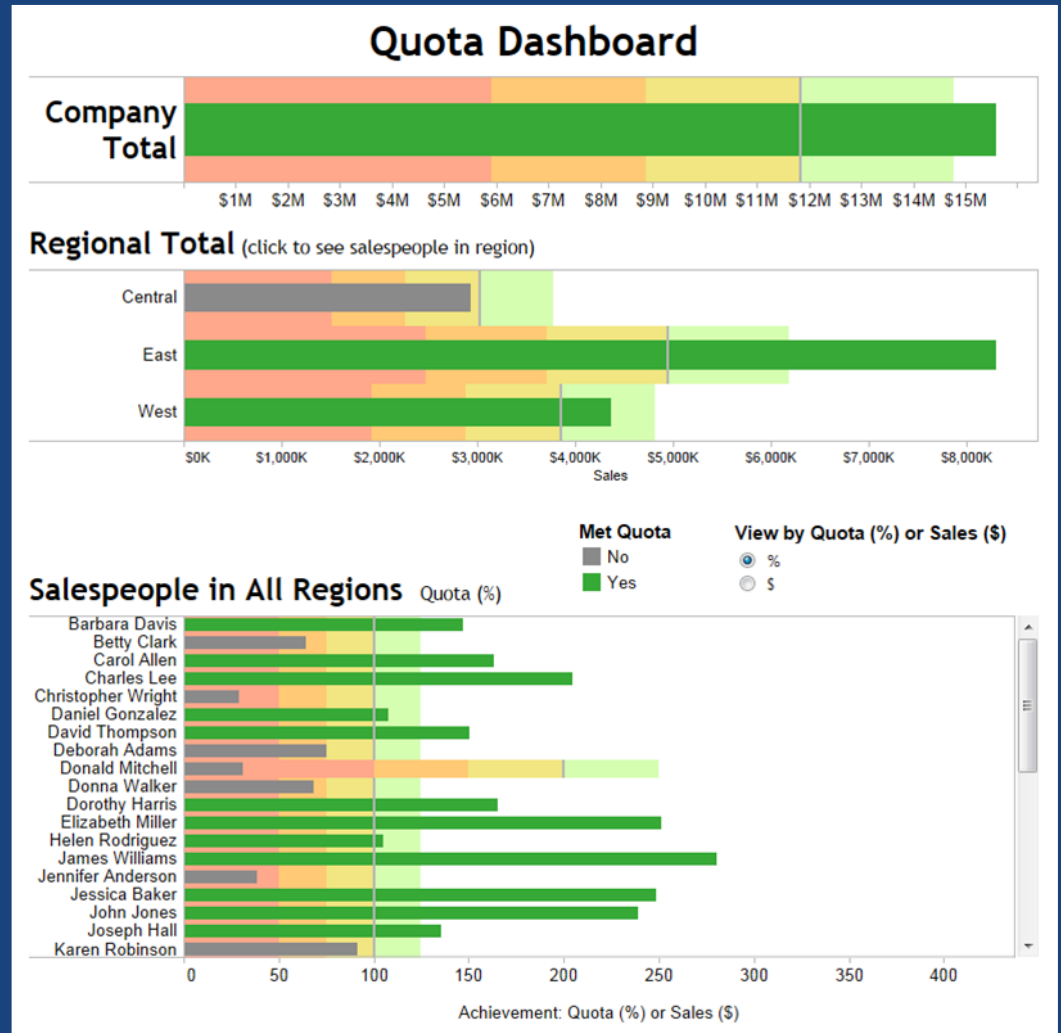 Quota Dashboard
Company
Total
$1M $2M $3M $4M $5M $6M $7M $8M $9M $10M $11M $12M $13M $14M $15M
Regional Total (click to see salespeople in region)
Central
East
West
$0K $1,000K $2,000K $3,000K $4,000K $5,000K $6,000K $7,000K $8,000K
Sales
Met Quota
No
Yes
View by Quota (%) or Sales ($)
%
$
Salespeople in All Regions Quota (%)
Barbara Davis
Betty Clark
Carol Allen
Charles Lee
Christopher Wright
Daniel Gonzalez
David Thompson
Deborah Adams
Donald Mitchell
Donna Walker
Dorothy Harris
Elizabeth Miller
Helen Rodriguez
James Williams
Jennifer Anderson
Jessica Baker
John Jones
Joseph Hall
Karen Robinson
0 50 100 150 200 250 300 350 400
Achievement: Quota (%) or Sales ($)